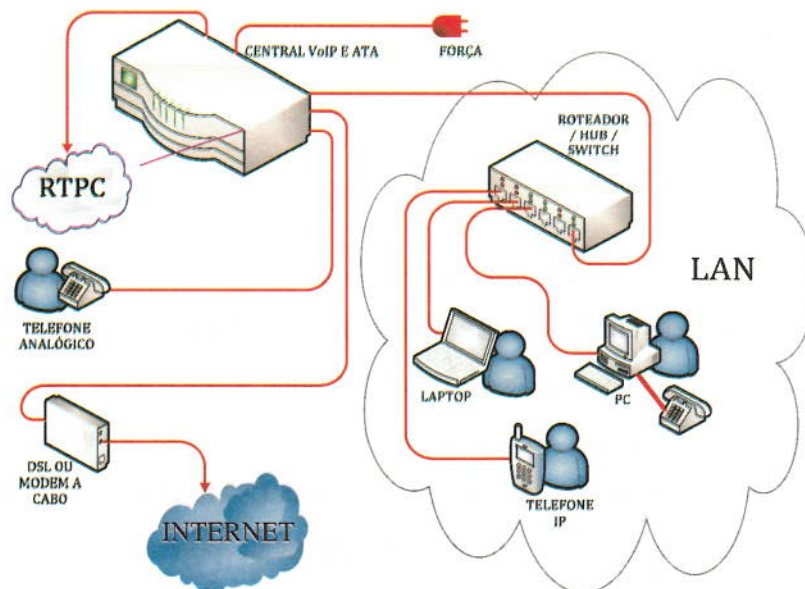 CENTRAL VoIP E ATA
FORÇA
ROTEADOR
/ HUB /
SWITCH
RTPC
LAN
TELEFONE
ANALÓGICO
LAPTOP
PC
DSL OU
MODEM A
CABO
TELEFONE
IP
INTERNET